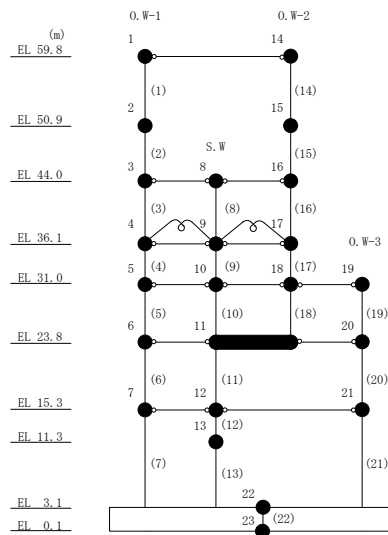 O.W-1 O.W-2
(m)
EL 59.8 1 14
(1) (14)
EL 50.9 2 15
(2) S.W (15)
EL 44.0 3 8 16
(3) (8) (16)
EL 36.1 4 9 17 O.W-3
(4) (9) (17)
EL 31.0 5 10 18 19
(5) (10) (18) (19)
EL 23.8 6 11 20
(6) (11) (20)
EL 15.3 7 12 21
13 (12)
EL 11.3
(7) (13) (21)
EL 3.1 22
23 (22)
EL 0.1